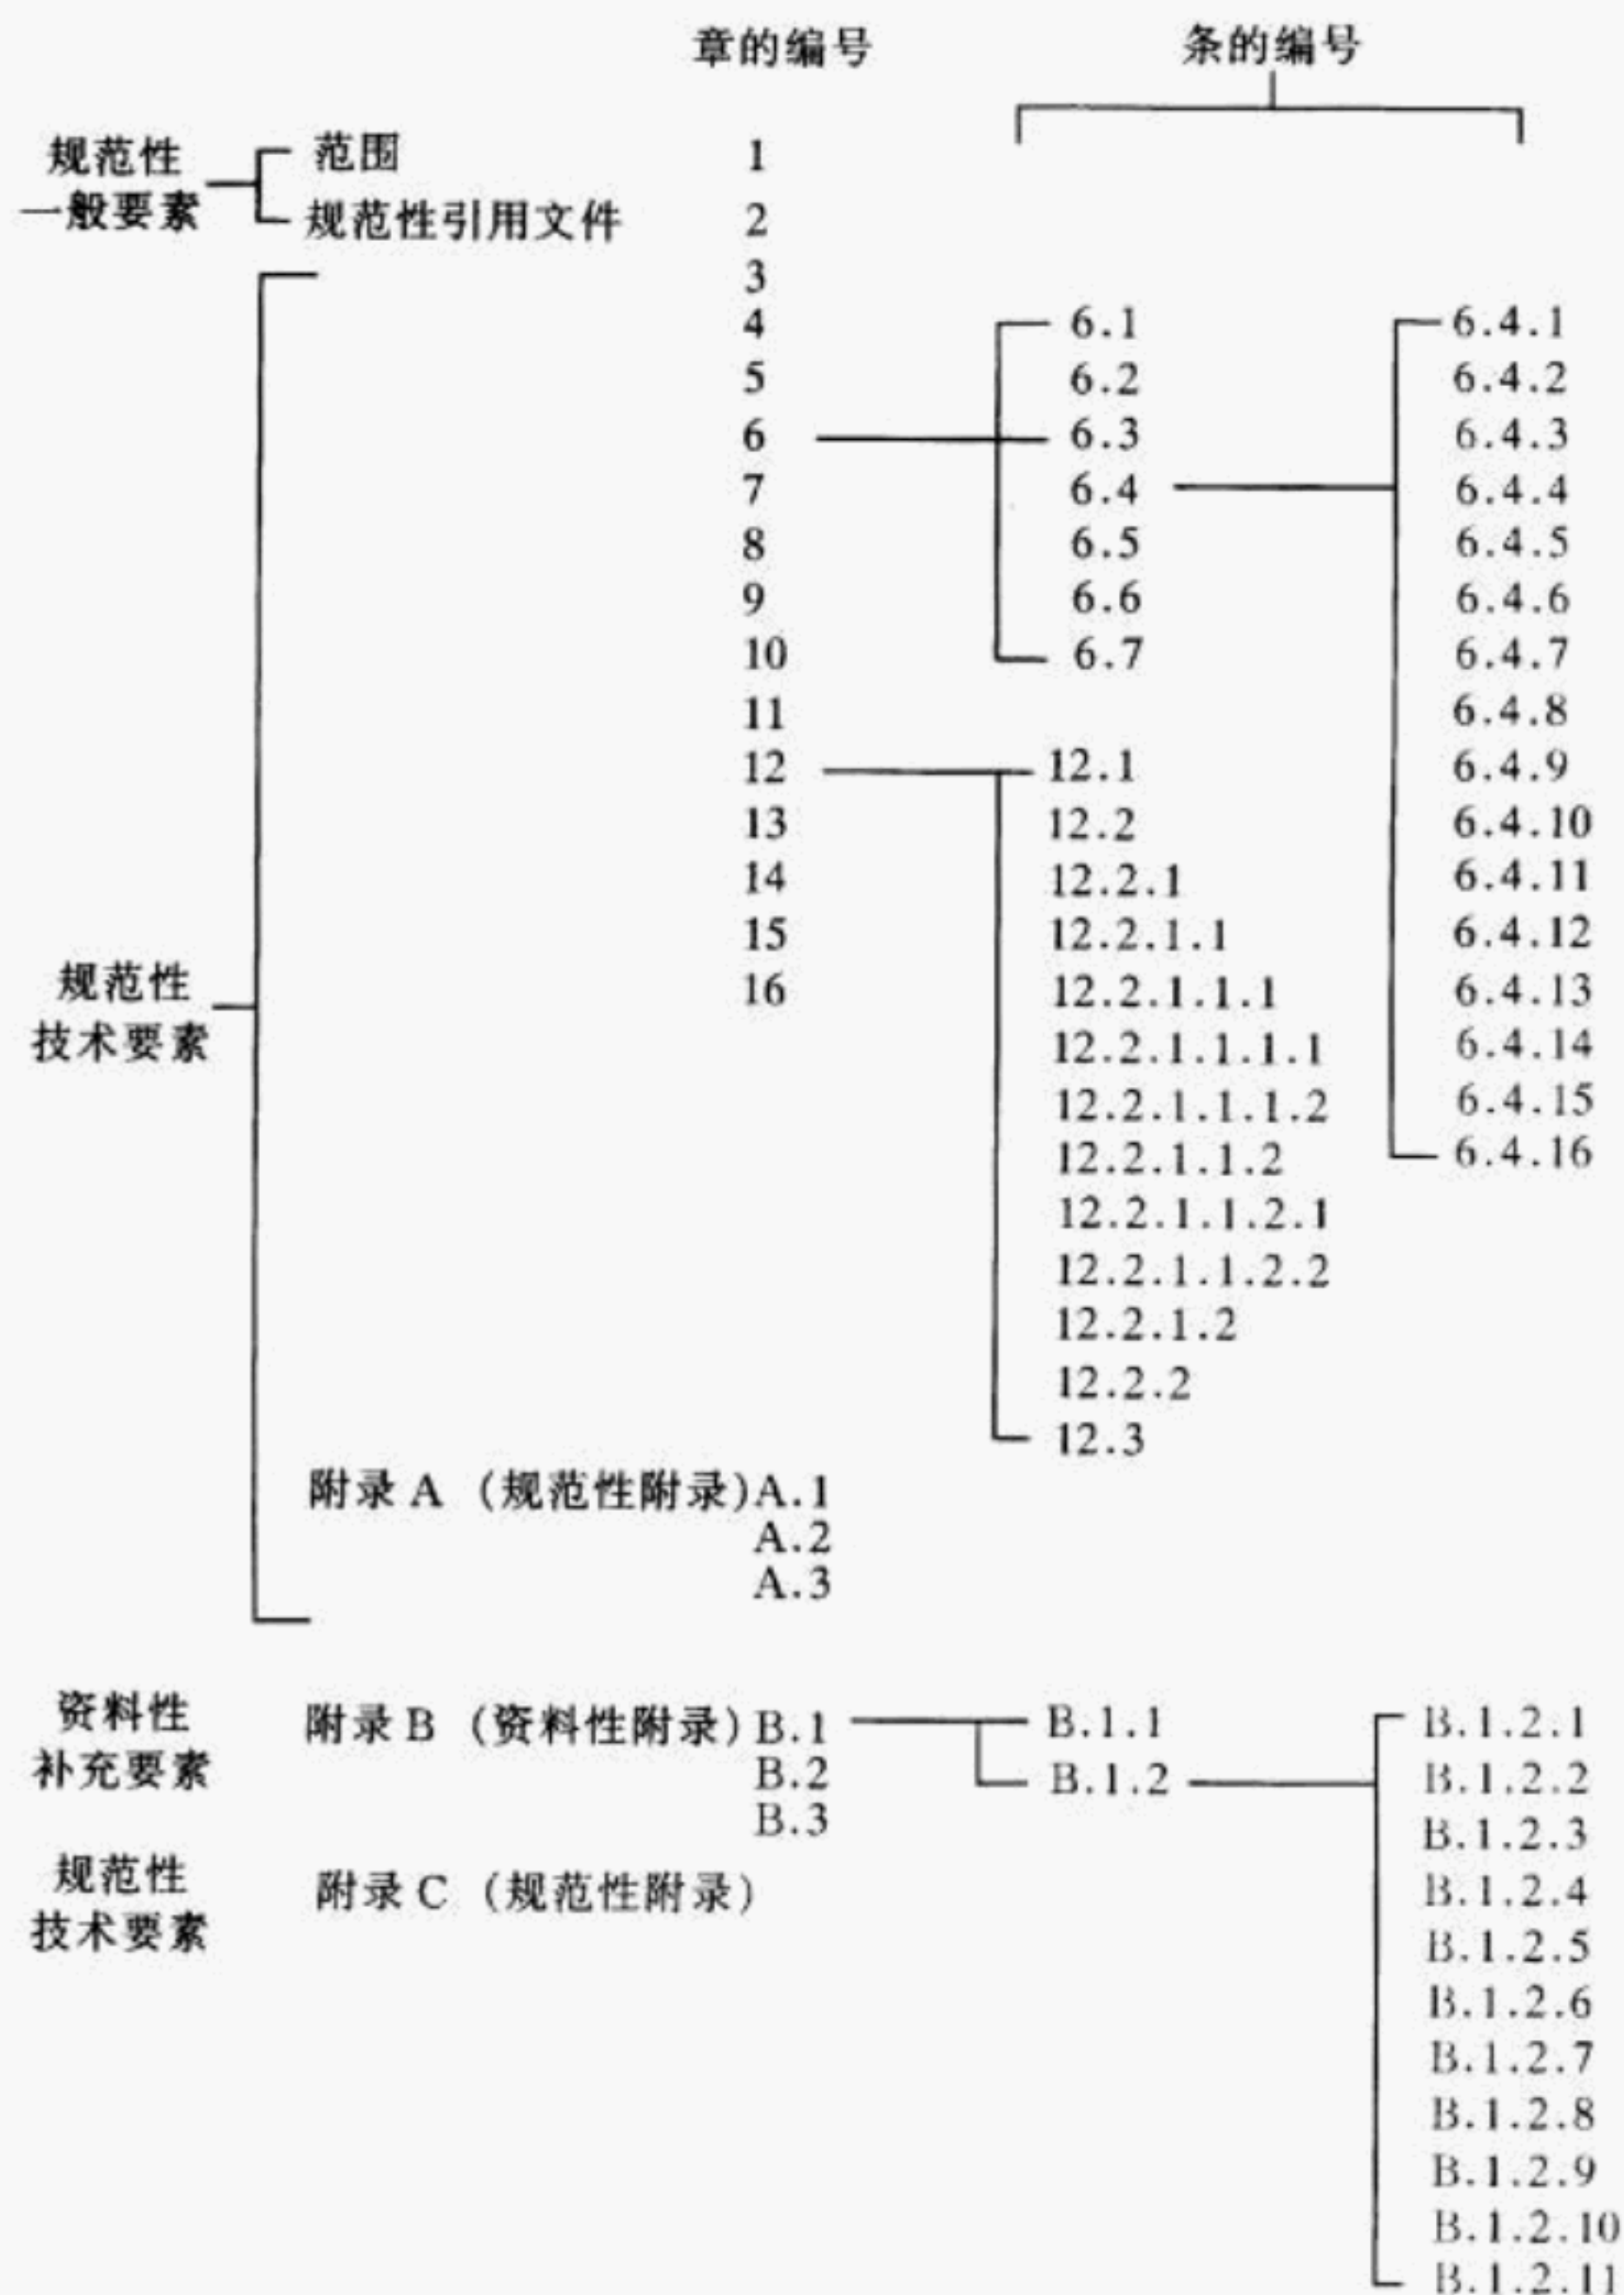 章的编号 条的编号
规范性
一般要素
范围 1
规范性引用文件 2
3
4 6.1 6.4.1
5 6.2 6.4.2
6 6.3 6.4.3
7 6.4 6.4.4
8 6.5 6.4.5
9 6.6 6.4.6
10 6.7 6.4.7
11 6.4.8
12 12.1 6.4.9
13 12.2 6.4.10
14 12.2.1 6.4.11
15 12.2.1.1 6.4.12
规范性
技术要素
16 12.2.1.1.1 6.4.13
12.2.1.1.1.1 6.4.14
12.2.1.1.1.2 6.4.15
12.2.1.1.2 6.4.16
12.2.1.1.2.1
12.2.1.1.2.2
12.2.1.2
12.2.2
12.3
附录 A (规范性附录) A.1
A.2
A.3
资料性
补充要素
附录 B (资料性附录) B.1 B.1.1 B.1.2.1
B.2 B.1.2 B.1.2.2
B.3 B.1.2.3
规范性
技术要素
附录 C (规范性附录) B.1.2.4
B.1.2.5
B.1.2.6
B.1.2.7
B.1.2.8
B.1.2.9
B.1.2.10
B.1.2.11